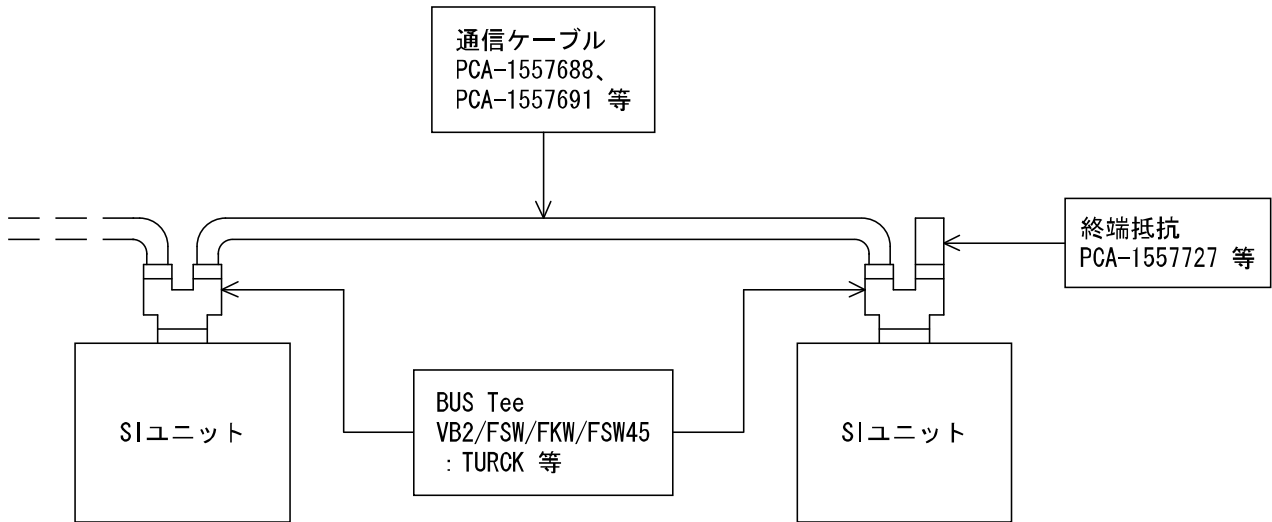 通信ケーブル
PCA-1557688、
PCA-1557691 等
終端抵抗
PCA-1557727 等
BUS Tee
VB2/FSW/FKW/FSW45
: TURCK 等
SIユニット
SIユニット